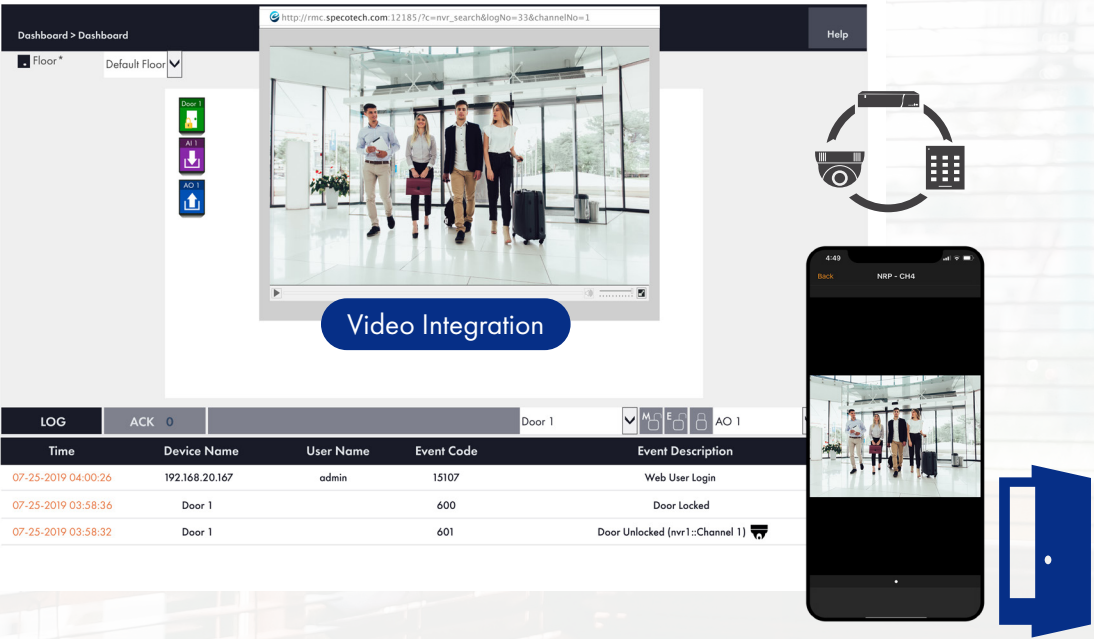 http://rmc.specotech.com:12185/?c=nvr_search&logNo=33&channelNo=1
Dashboard > Dashboard
Help
Floor*
Default Floor
Door 1
AI 1
AO 1
Video Integration
4:49
Back
NRP - CH4
LOG
ACK 0
Door 1
M
E
AO 1
Time Device Name User Name Event Code Event Description
07-25-2019 04:00:26 192.168.20.167 admin 15107 Web User Login
07-25-2019 03:58:36 Door 1 600 Door Locked
07-25-2019 03:58:32 Door 1 601 Door Unlocked (nvr1::Channel 1)